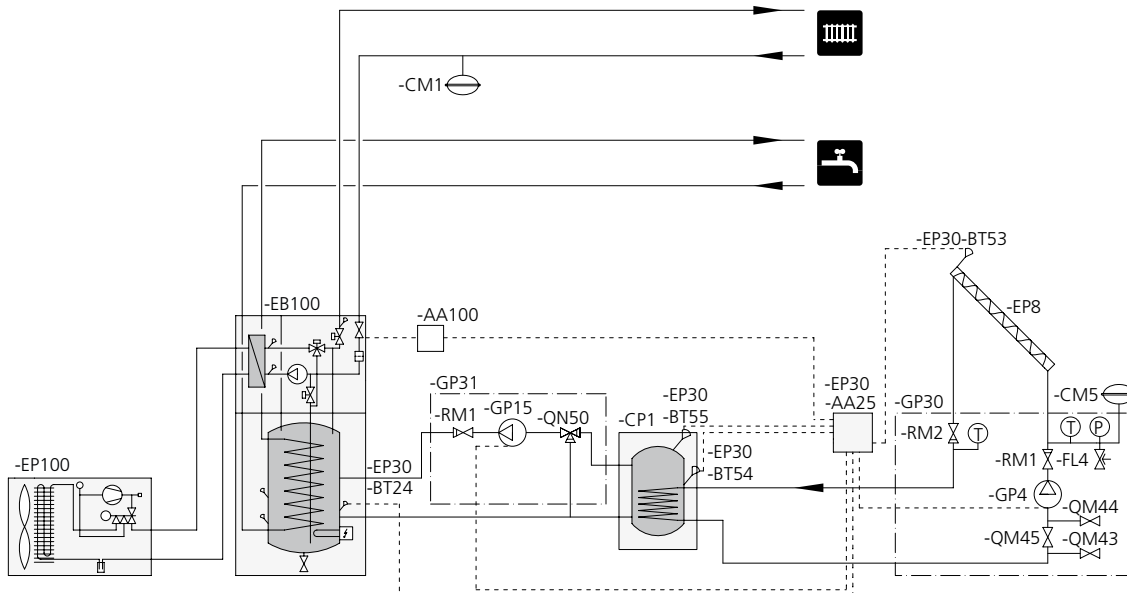 -CM1
-EP30-BT53
-EB100
-AA100
-EP8
-GP31
-EP30
-BT55
-EP30
-AA25
-CM5
-GP30
-RM1
-GP15
-QN50
-CP1
T
P
-RM2
T
-EP100
-EP30
-BT24
-EP30
-BT54
-RM1
-FL4
-GP4
-QM44
-QM45
-QM43